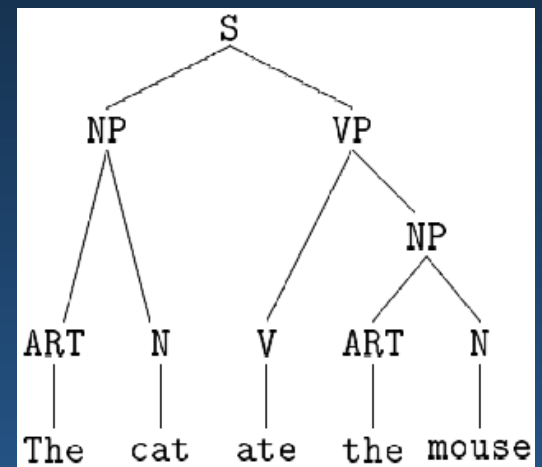 S
NP VP
NP
ART N V ART N
The cat ate the mouse